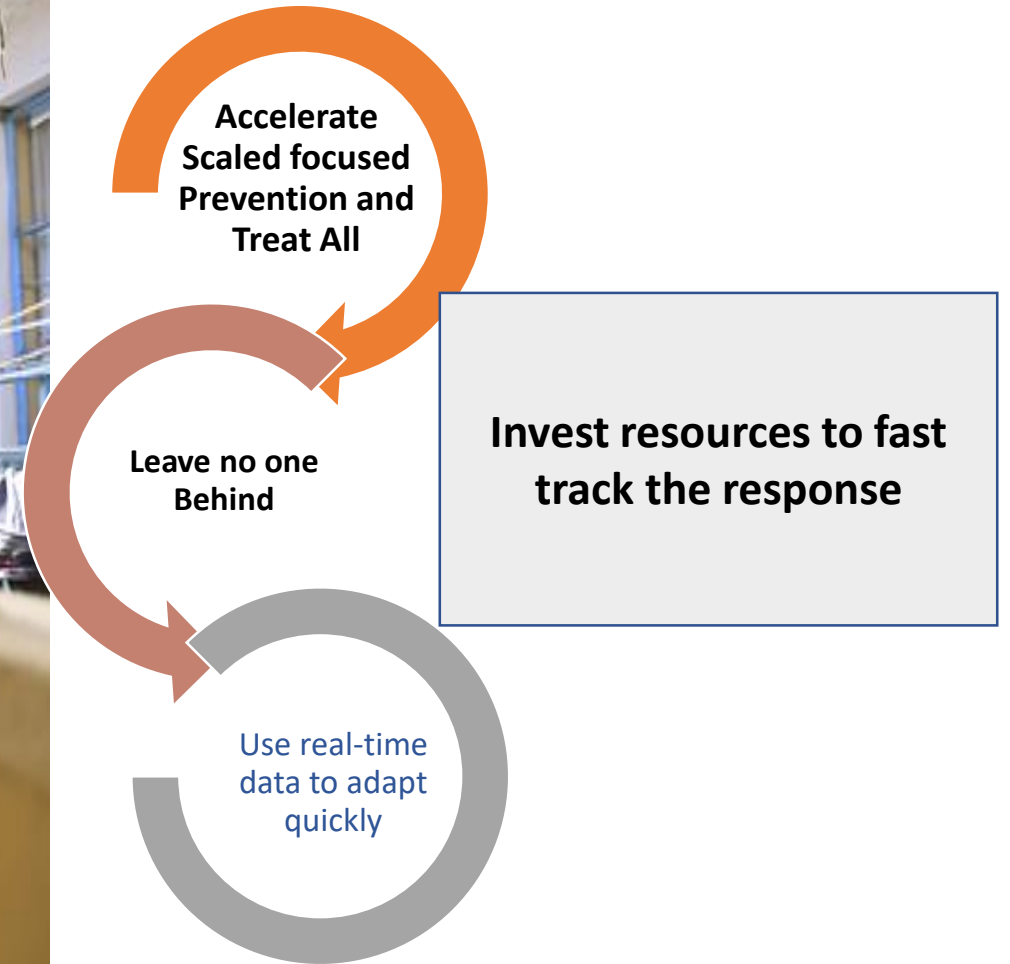 Accelerate
Scaled focused
Prevention and
Treat All
Leave no one
Behind
Invest resources to fast
track the response
Use real-time
data to adapt
quickly